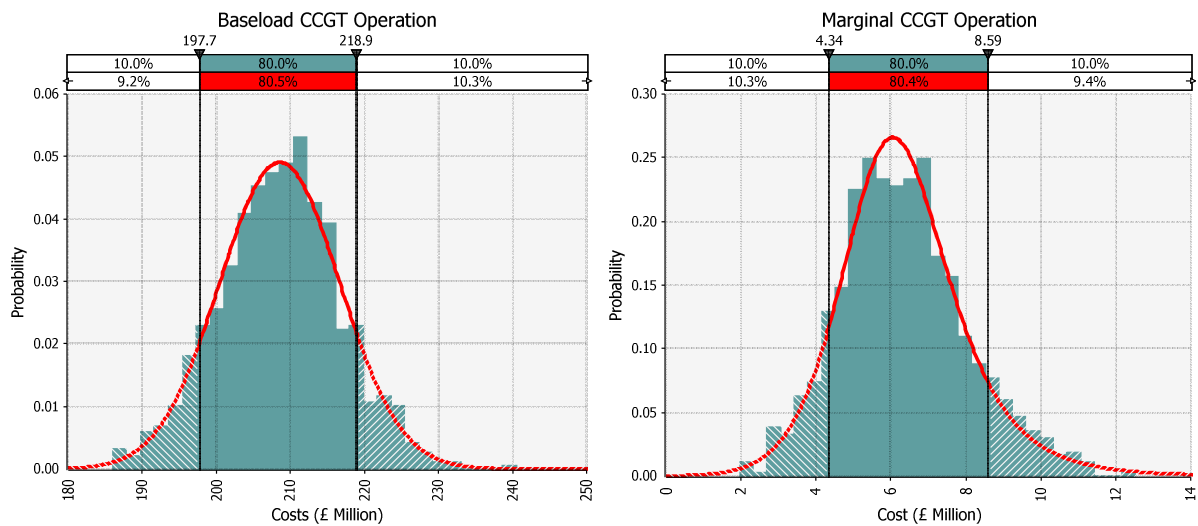 Baseload CCGT Operation
197.7 218.9
10.0% 80.0% 10.0%
9.2% 80.5% 10.3%
0.06
0.05
0.04
0.03
0.02
0.01
0.00
Probability
180 190 200 210 220 230 240 250
Costs (£ Million)
Marginal CCGT Operation
4.34 8.59
10.0% 80.0% 10.0%
10.3% 80.4% 9.4%
0.30
0.25
0.20
0.15
0.10
0.05
0.00
Probability
0 2 4 6 8 10 12 14
Cost (£ Million)